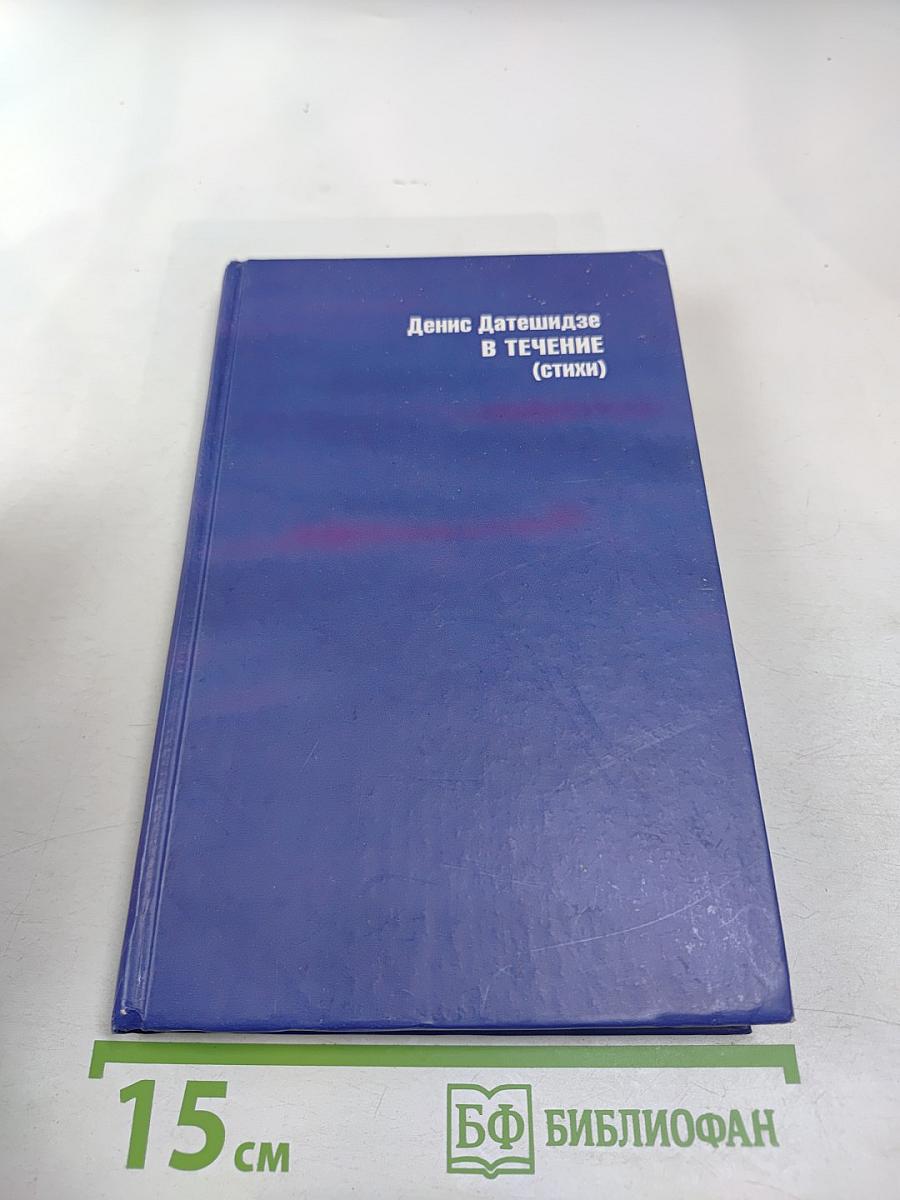 Денис Датешидзе
В ТЕЧЕНИЕ
(стихи)
15 см
БФ БИБЛИОФАН